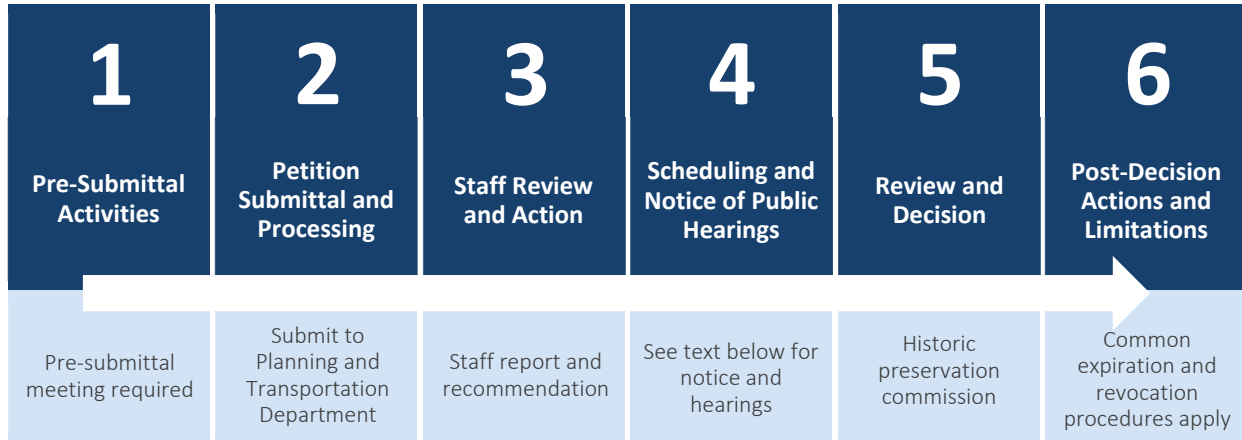 1
Pre-Submittal
Activities
Pre-submittal
meeting required
2
Petition
Submittal and
Processing
Submit to
Planning and
Transportation
Department
3
Staff Review
and Action
Staff report and
recommendation
4
Scheduling and
Notice of Public
Hearings
See text below for
notice and
hearings
5
Review and
Decision
Historic
preservation
commission
6
Post-Decision
Actions and
Limitations
Common
expiration and
revocation
procedures apply